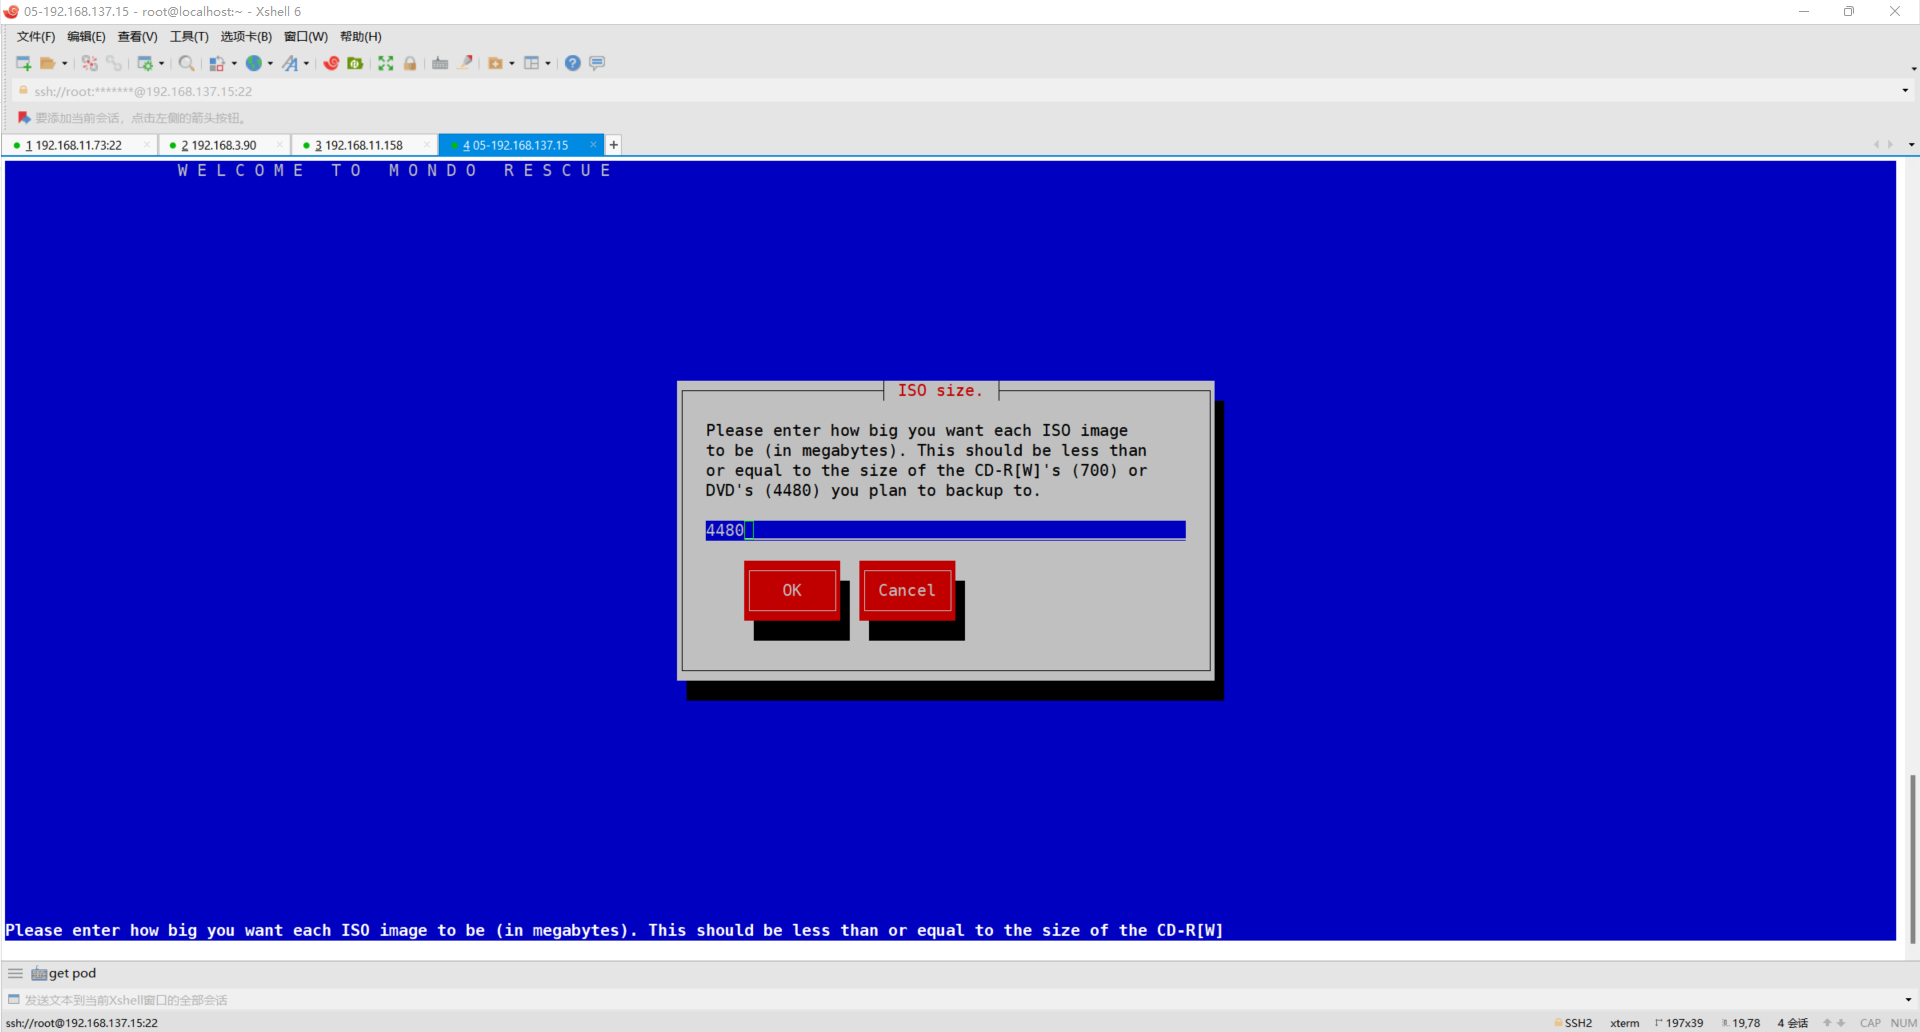 05-192.168.137.15 - root@localhost:~ - Xshell 6
文件(F) 编辑(E) 查看(V) 工具(T) 选项卡(B) 窗口(W) 帮助(H)
ssh://root:*******@192.168.137.15:22
要添加当前会话，点击左侧的箭头按钮。
1 192.168.11.73:22 2 192.168.3.90 3 192.168.11.158 4 05-192.168.137.15 +
W E L C O M E   T O   M O N D O   R E S C U E
ISO size.
Please enter how big you want each ISO image
to be (in megabytes). This should be less than
or equal to the size of the CD-R[W]'s (700) or
DVD's (4480) you plan to backup to.
4480
OK Cancel
Please enter how big you want each ISO image to be (in megabytes). This should be less than or equal to the size of the CD-R[W]
get pod
发送文本到当前Xshell窗口的全部会话
ssh://root@192.168.137.15:22 SSH2 xterm 197x39 19,78 4 会话 CAP NUM